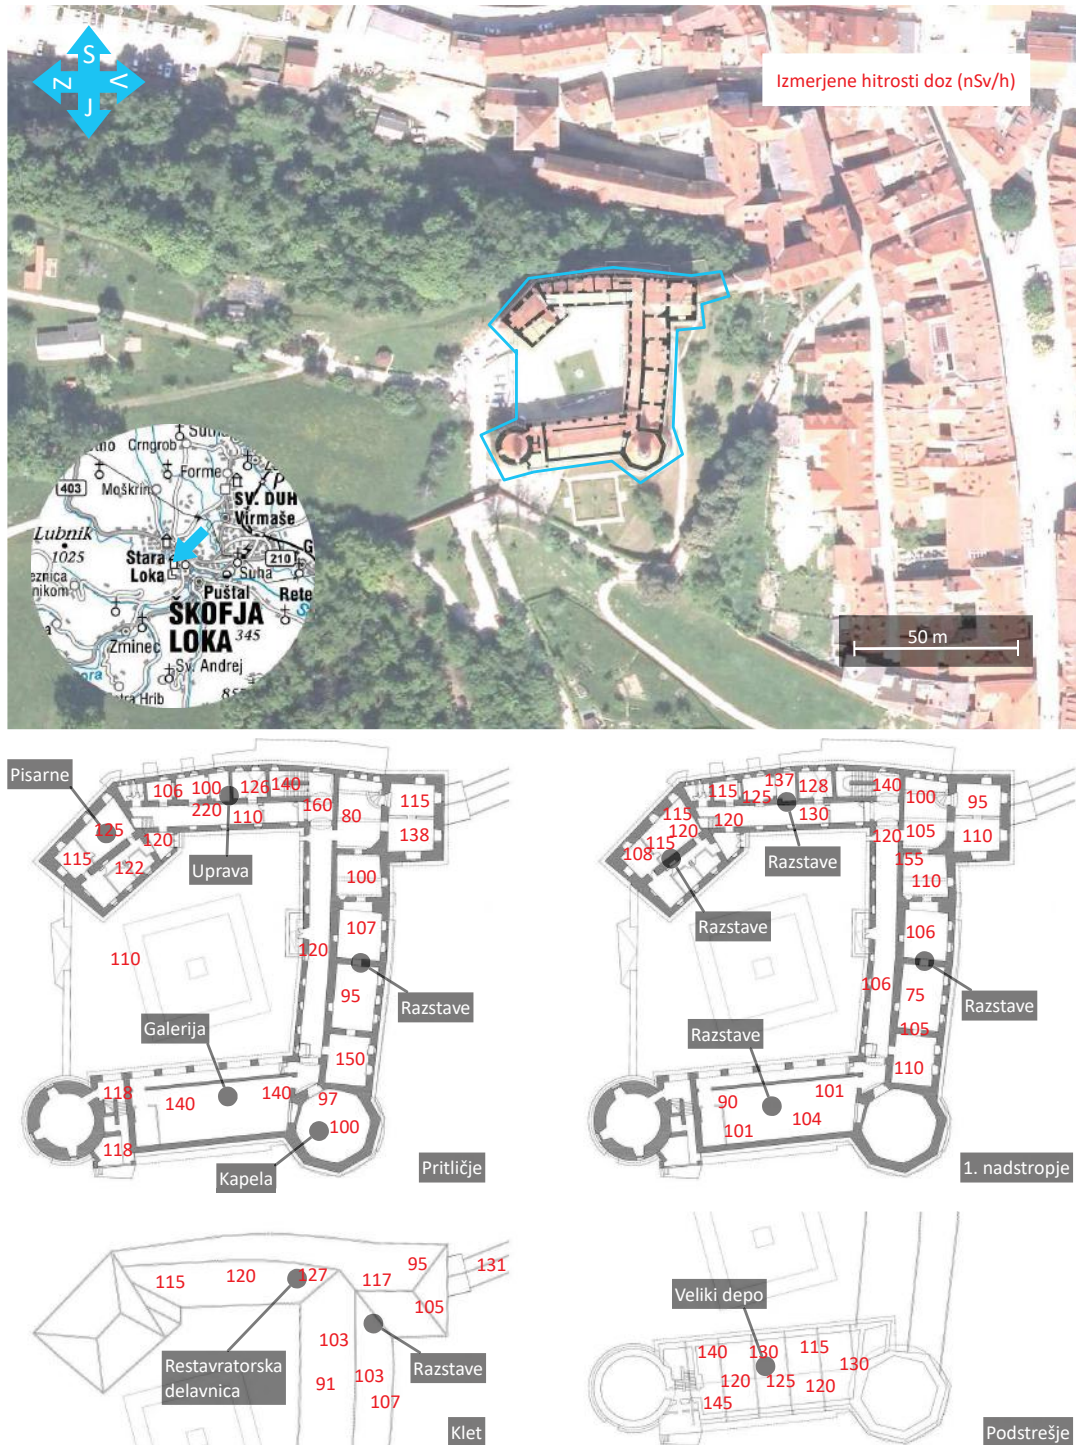 S
Z
V
J
Izmerjene hitrosti doz (nSv/h)
Crngrob
Forme
403
Moškrin
SV. DUH
Virmaše
Lubnik
1025
Stara
Loka
210
Suha
Puštal
Rete
ŠKOFJA
LOKA 345
Zminec
Sv. Andrej
50 m
Pisarne
106
100
126
140
220
110
160
80
115
138
125
120
115
122
Uprava
100
107
110
120
95
Razstave
Galerija
150
118
140
140
97
100
118
Kapela
Pritličje
115
137
125
128
140
100
95
115
120
130
120
105
110
120
115
108
155
110
Razstave
Razstave
106
106
75
Razstave
105
Razstave
110
90
101
104
101
1. nadstropje
115
120
127
117
95
131
105
103
Restavratorska
delavnica
Razstave
91
103
107
Klet
Veliki depo
140
130
115
130
120
125
120
145
Podstrešje